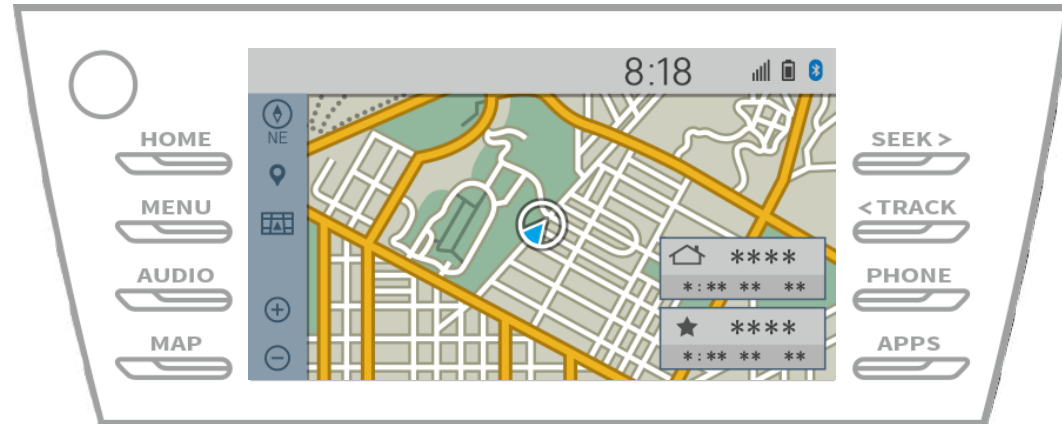 8:18
NE
HOME
MENU
AUDIO
MAP
SEEK >
< TRACK
PHONE
APPS
****
*:** ** **
****
*:** ** **